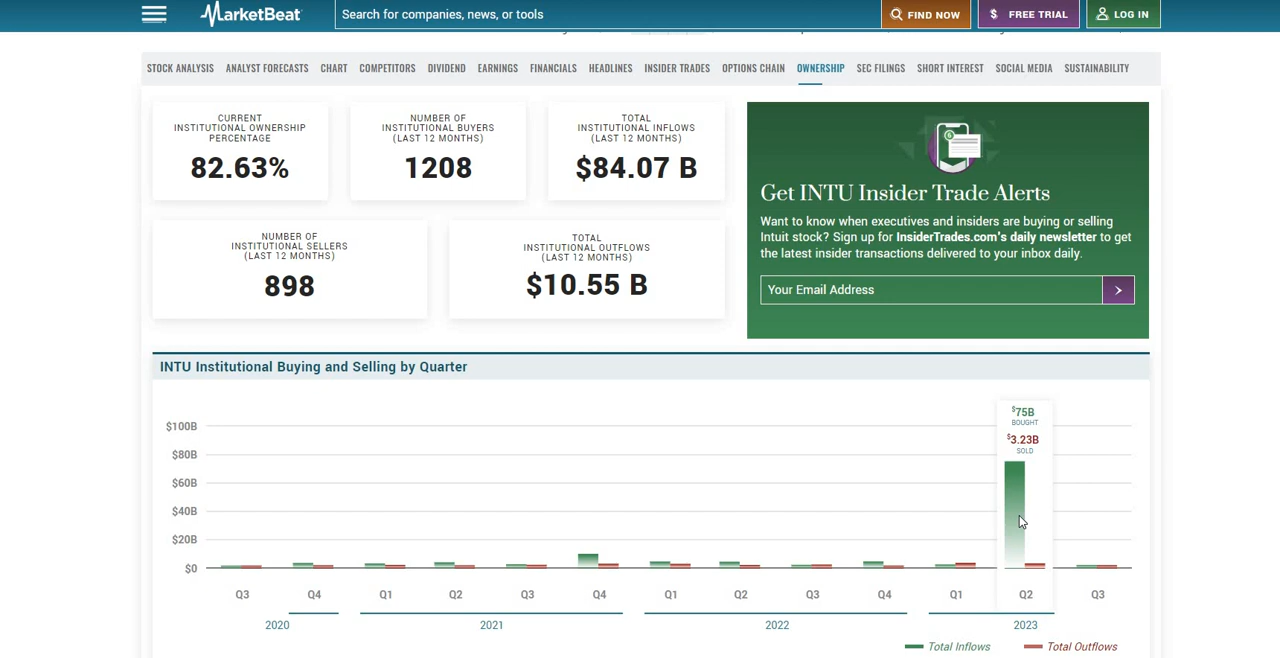 MarketBeat
Search for companies, news, or tools
FIND NOW
$ FREE TRIAL
LOG IN
STOCK ANALYSIS ANALYST FORECASTS CHART COMPETITORS DIVIDEND EARNINGS FINANCIALS HEADLINES INSIDER TRADES OPTIONS CHAIN OWNERSHIP SEC FILINGS SHORT INTEREST SOCIAL MEDIA SUSTAINABILITY
CURRENT
INSTITUTIONAL OWNERSHIP
PERCENTAGE
82.63%
NUMBER OF
INSTITUTIONAL BUYERS
(LAST 12 MONTHS)
1208
TOTAL
INSTITUTIONAL INFLOWS
(LAST 12 MONTHS)
$84.07 B
NUMBER OF
INSTITUTIONAL SELLERS
(LAST 12 MONTHS)
898
TOTAL
INSTITUTIONAL OUTFLOWS
(LAST 12 MONTHS)
$10.55 B
6
Get INTU Insider Trade Alerts
Want to know when executives and insiders are buying or selling
Intuit stock? Sign up for InsiderTrades.com's daily newsletter to get
the latest insider transactions delivered to your inbox daily.
Your Email Address
>
INTU Institutional Buying and Selling by Quarter
$75B
BOUGHT
$3.23B
SOLD
$100B
$80B
$60B
$40B
$20B
$0
Q3 Q4 Q1 Q2 Q3 Q4 Q1 Q2 Q3 Q4 Q1 Q2 Q3
2020 2021 2022 2023
Total Inflows Total Outflows